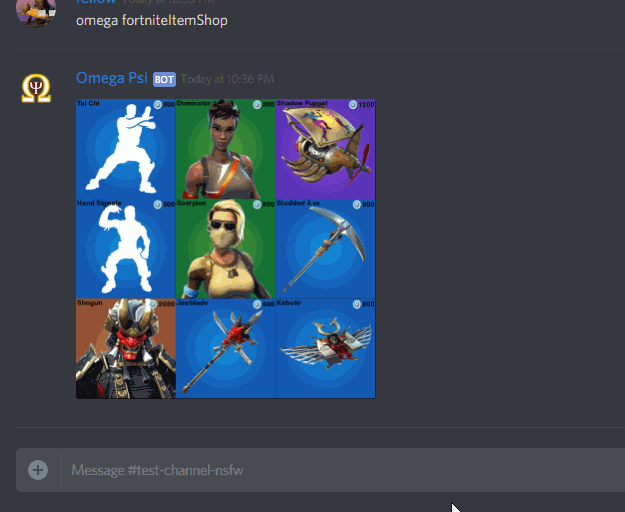 fellow Today at 10:35 PM
omega fortniteItemShop
Omega Psi BOT Today at 10:36 PM
Tai Chi 500 Dominator 800 Shadow Puppet 1200
Hand Signals 500 Scorpion 800 Studded Axe 800
Shogun 2000 Jawblade 800 Kabuto
Message #test-channel-nsfw